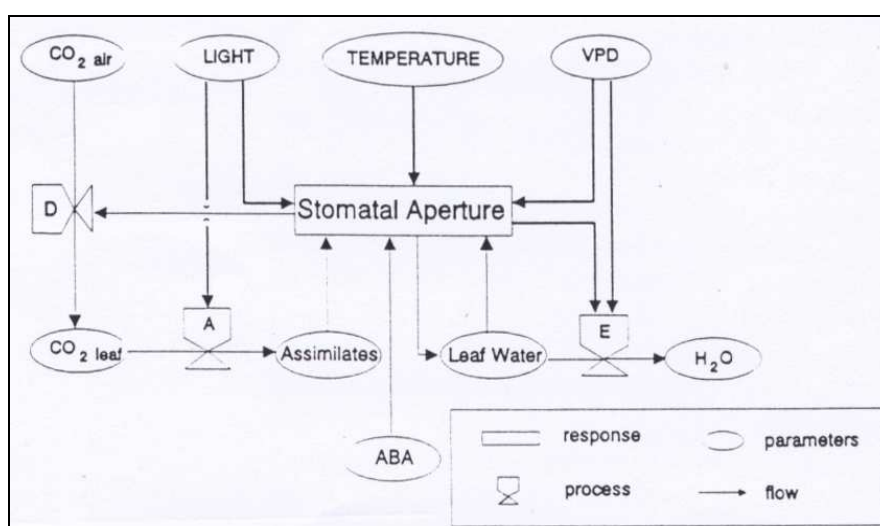 CO2 air
LIGHT
TEMPERATURE
VPD
D
Stomatal Aperture
CO2 leaf
A
Assimilates
Leaf Water
E
H2O
ABA
response
parameters
process
flow